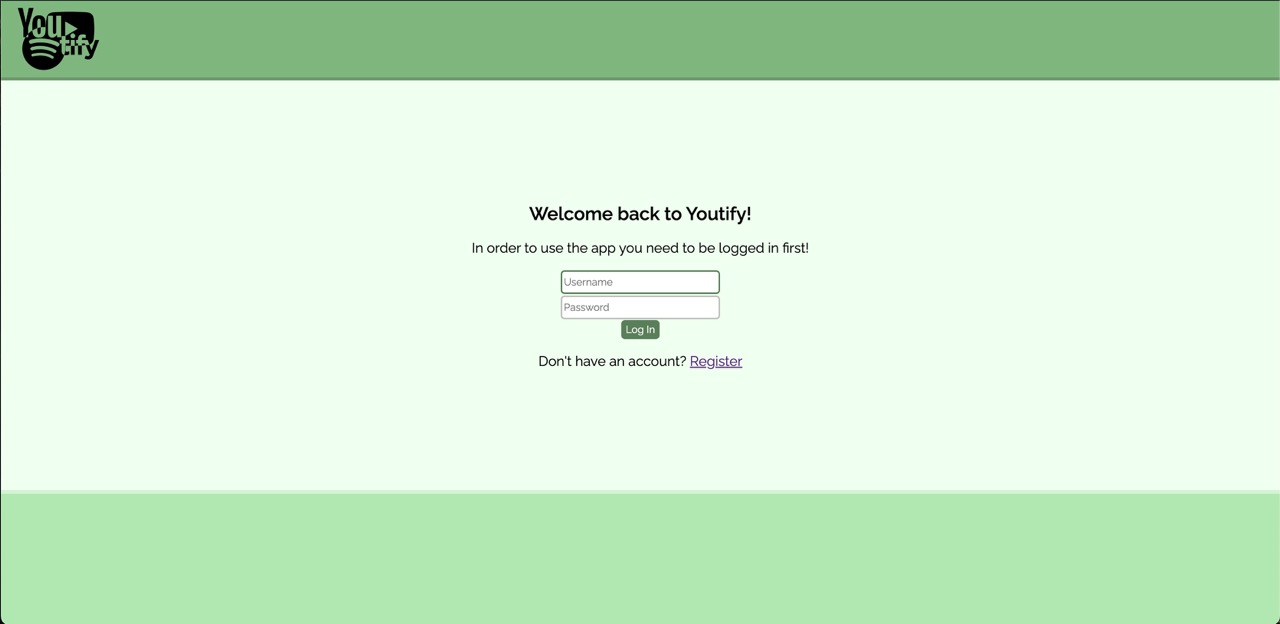 You
tify
Welcome back to Youtify!
In order to use the app you need to be logged in first!
Username
Password
Log In
Don't have an account? Register